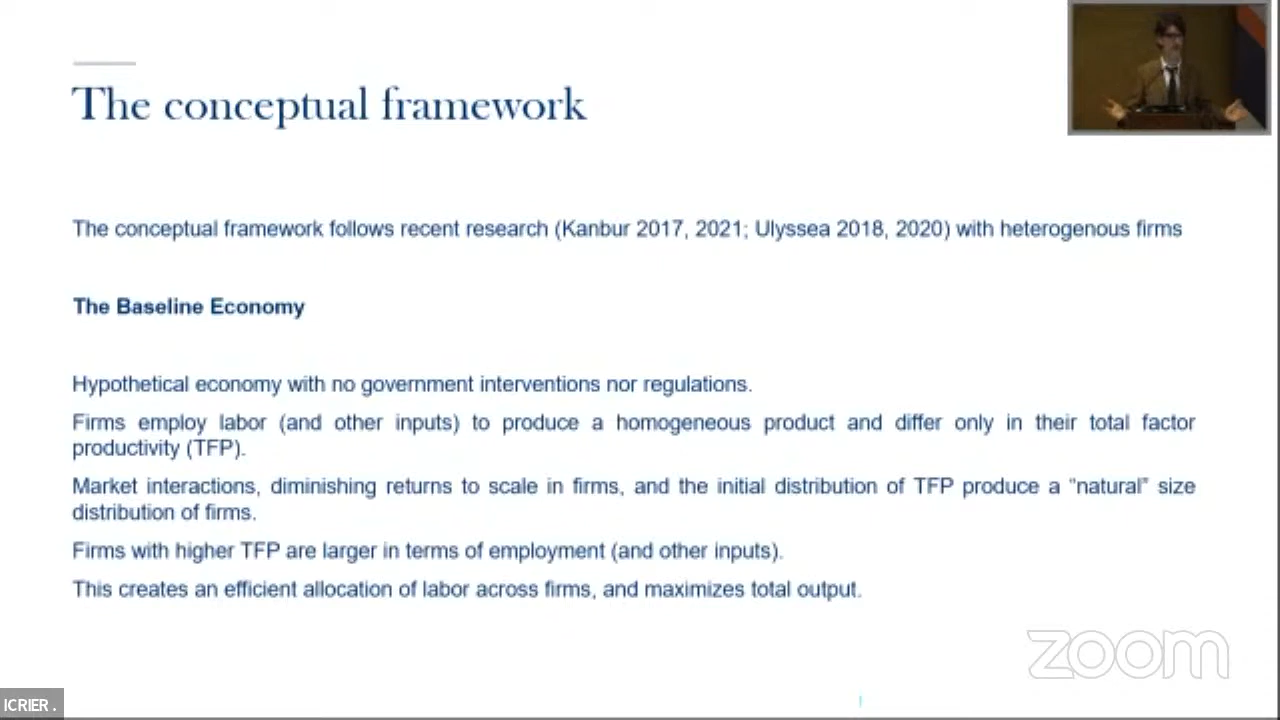 The conceptual framework
The conceptual framework follows recent research (Kanbur 2017, 2021; Ulyssea 2018, 2020) with heterogenous firms
The Baseline Economy
Hypothetical economy with no government interventions nor regulations.
Firms employ labor (and other inputs) to produce a homogeneous product and differ only in their total factor
productivity (TFP).
Market interactions, diminishing returns to scale in firms, and the initial distribution of TFP produce a “natural” size
distribution of firms.
Firms with higher TFP are larger in terms of employment (and other inputs).
This creates an efficient allocation of labor across firms, and maximizes total output.
zoom
ICRIER .